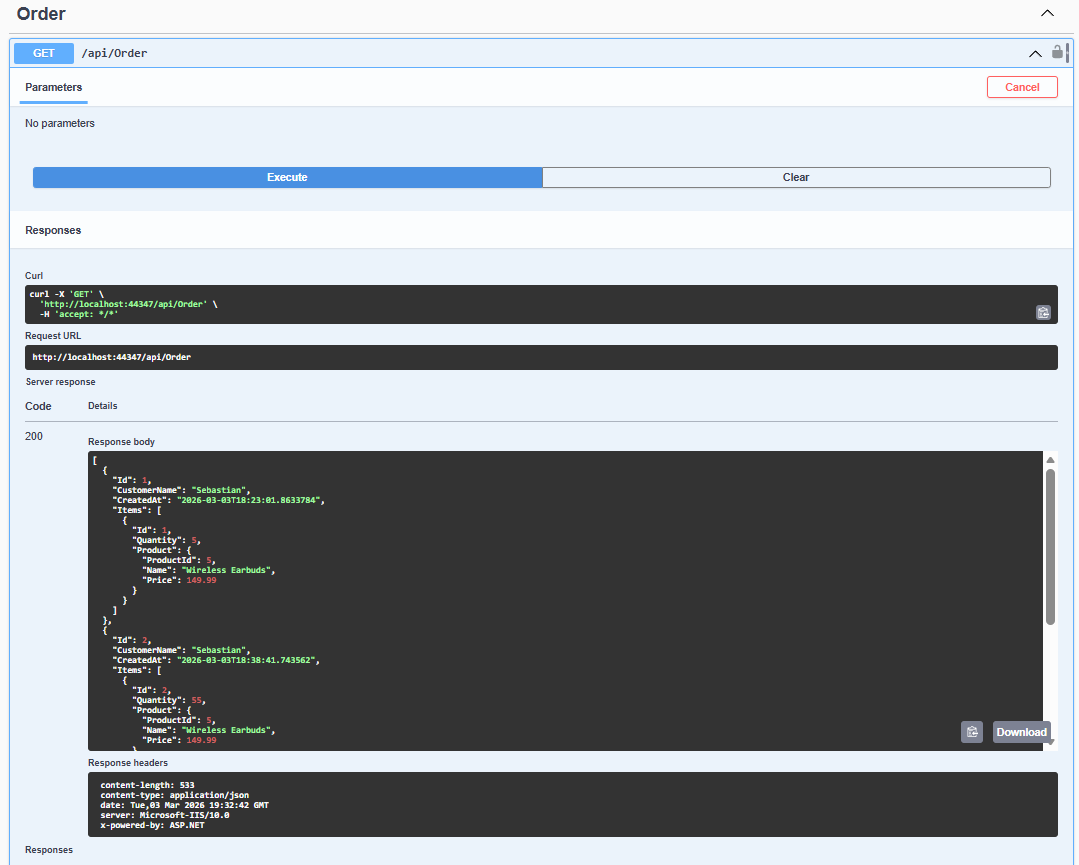 Order
GET /api/Order
Parameters
Cancel
No parameters
Execute
Clear
Responses
Curl
curl -X 'GET' \
  'http://localhost:44347/api/Order' \
  -H 'accept: */*'
Request URL
http://localhost:44347/api/Order
Server response
Code Details
200
Response body
[
  {
    "Id": 1,
    "CustomerName": "Sebastian",
    "CreatedAt": "2026-03-03T18:23:01.8633784",
    "Items": [
      {
        "Id": 1,
        "Quantity": 5,
        "Product": {
          "ProductId": 5,
          "Name": "Wireless Earbuds",
          "Price": 149.99
        }
      }
    ]
  },
  {
    "Id": 2,
    "CustomerName": "Sebastian",
    "CreatedAt": "2026-03-03T18:38:41.743562",
    "Items": [
      {
        "Id": 2,
        "Quantity": 55,
        "Product": {
          "ProductId": 5,
          "Name": "Wireless Earbuds",
          "Price": 149.99
        }
Download
Response headers
content-length: 533
content-type: application/json
date: Tue,03 Mar 2026 19:32:42 GMT
server: Microsoft-IIS/10.0
x-powered-by: ASP.NET
Responses